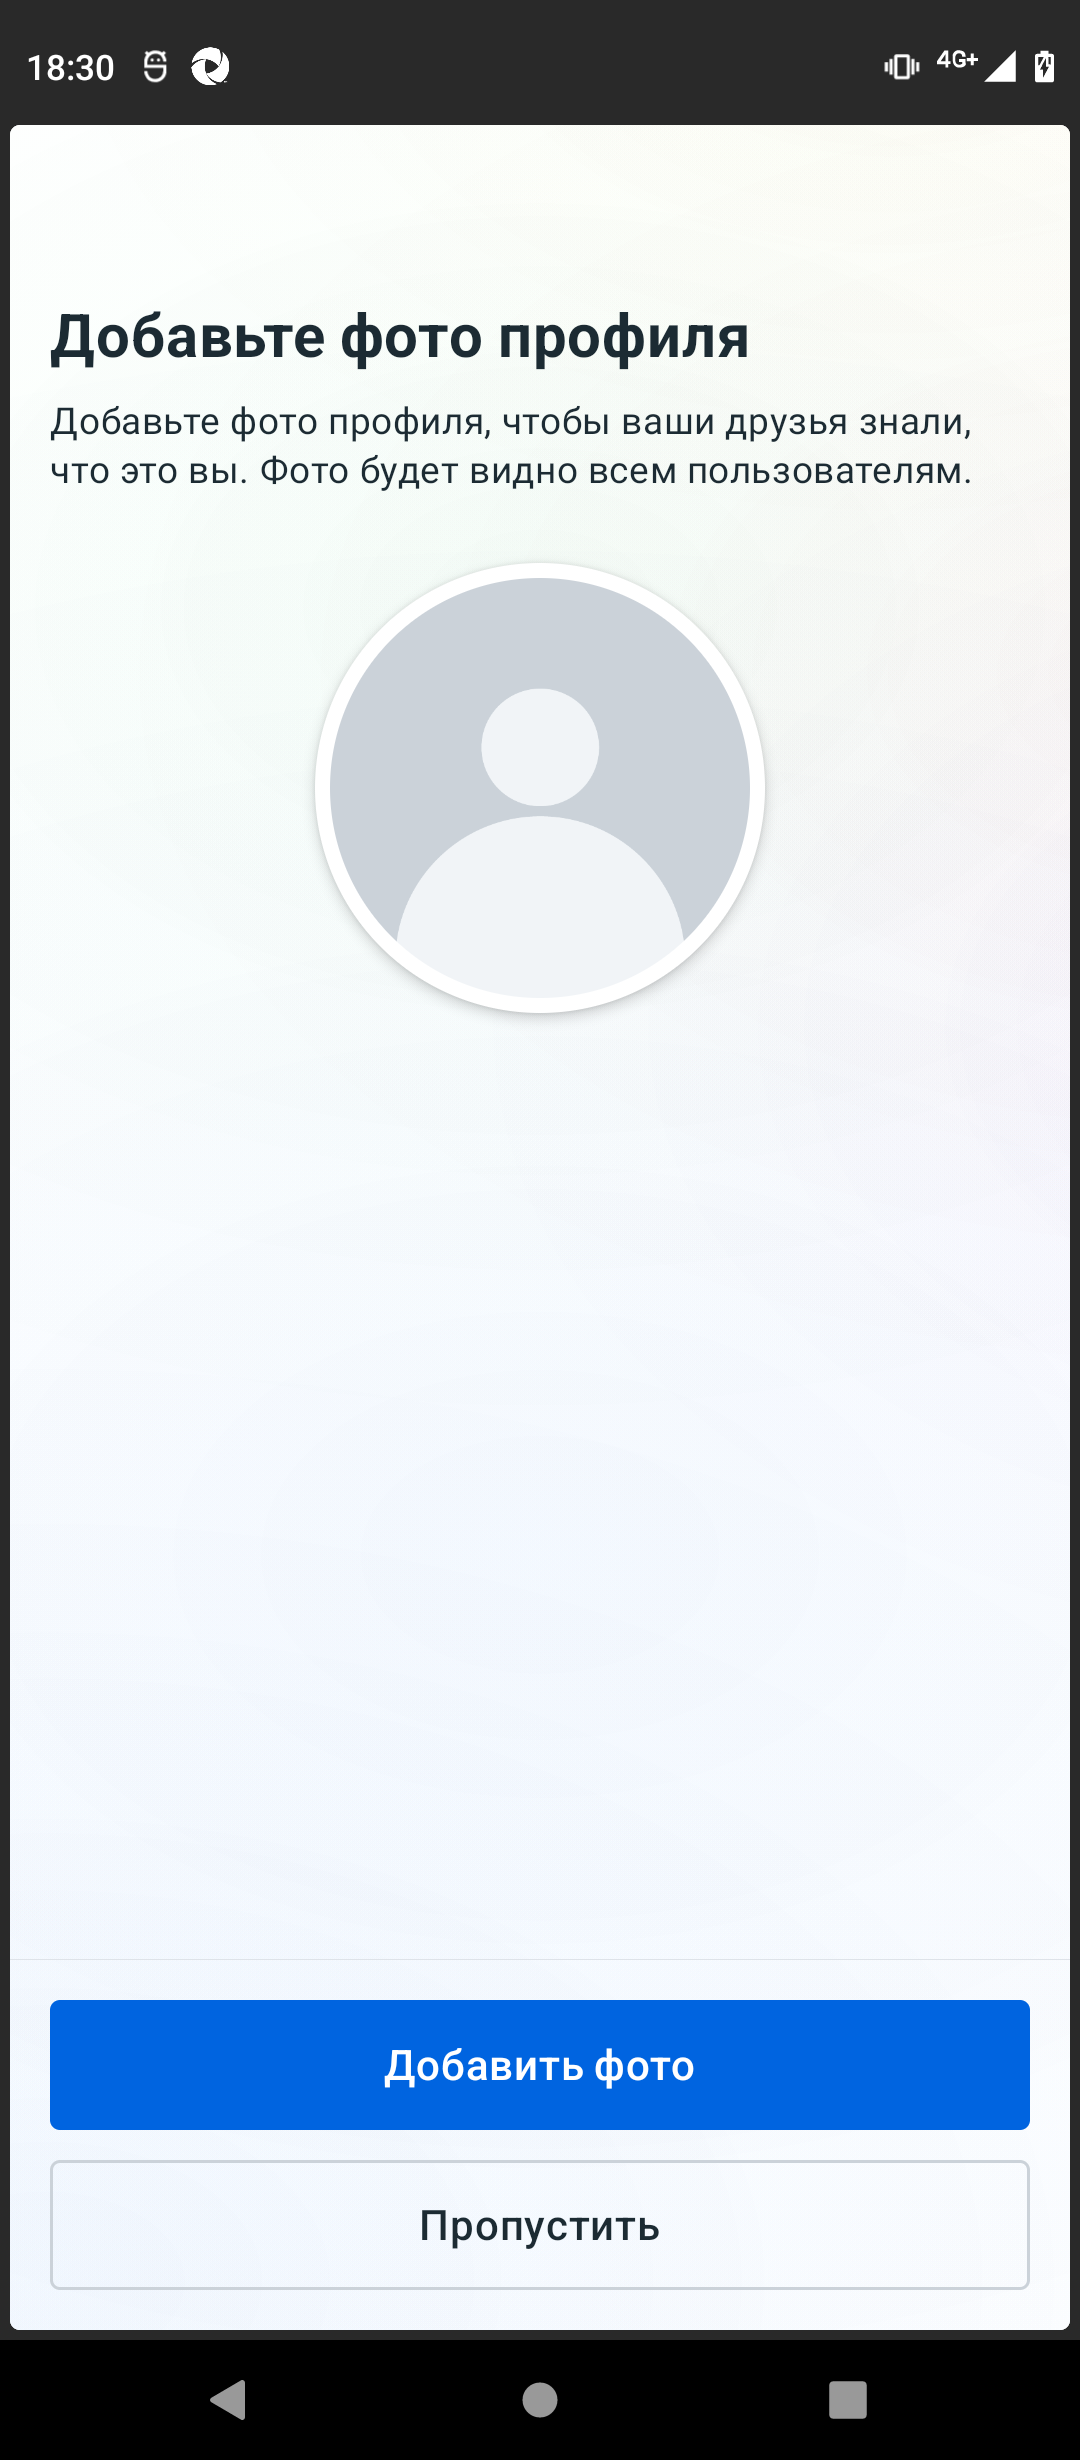 18:30
4G+
Добавьте фото профиля
Добавьте фото профиля, чтобы ваши друзья знали,
что это вы. Фото будет видно всем пользователям.
Добавить фото
Пропустить